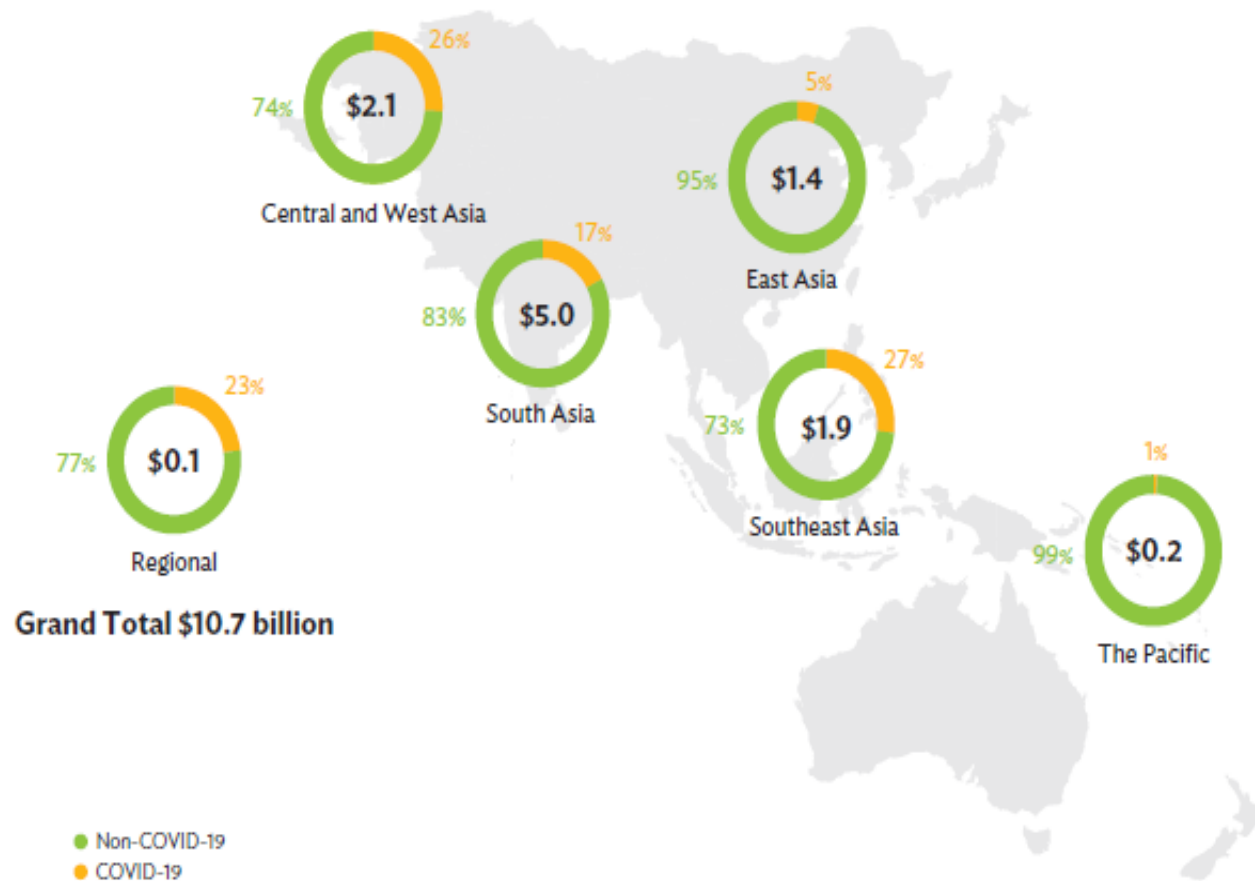 26%
74%
$2.1
Central and West Asia
5%
95%
$1.4
East Asia
17%
83%
$5.0
South Asia
27%
73%
$1.9
Southeast Asia
23%
77%
$0.1
Regional
1%
99%
$0.2
The Pacific
Grand Total $10.7 billion
Non-COVID-19
COVID-19